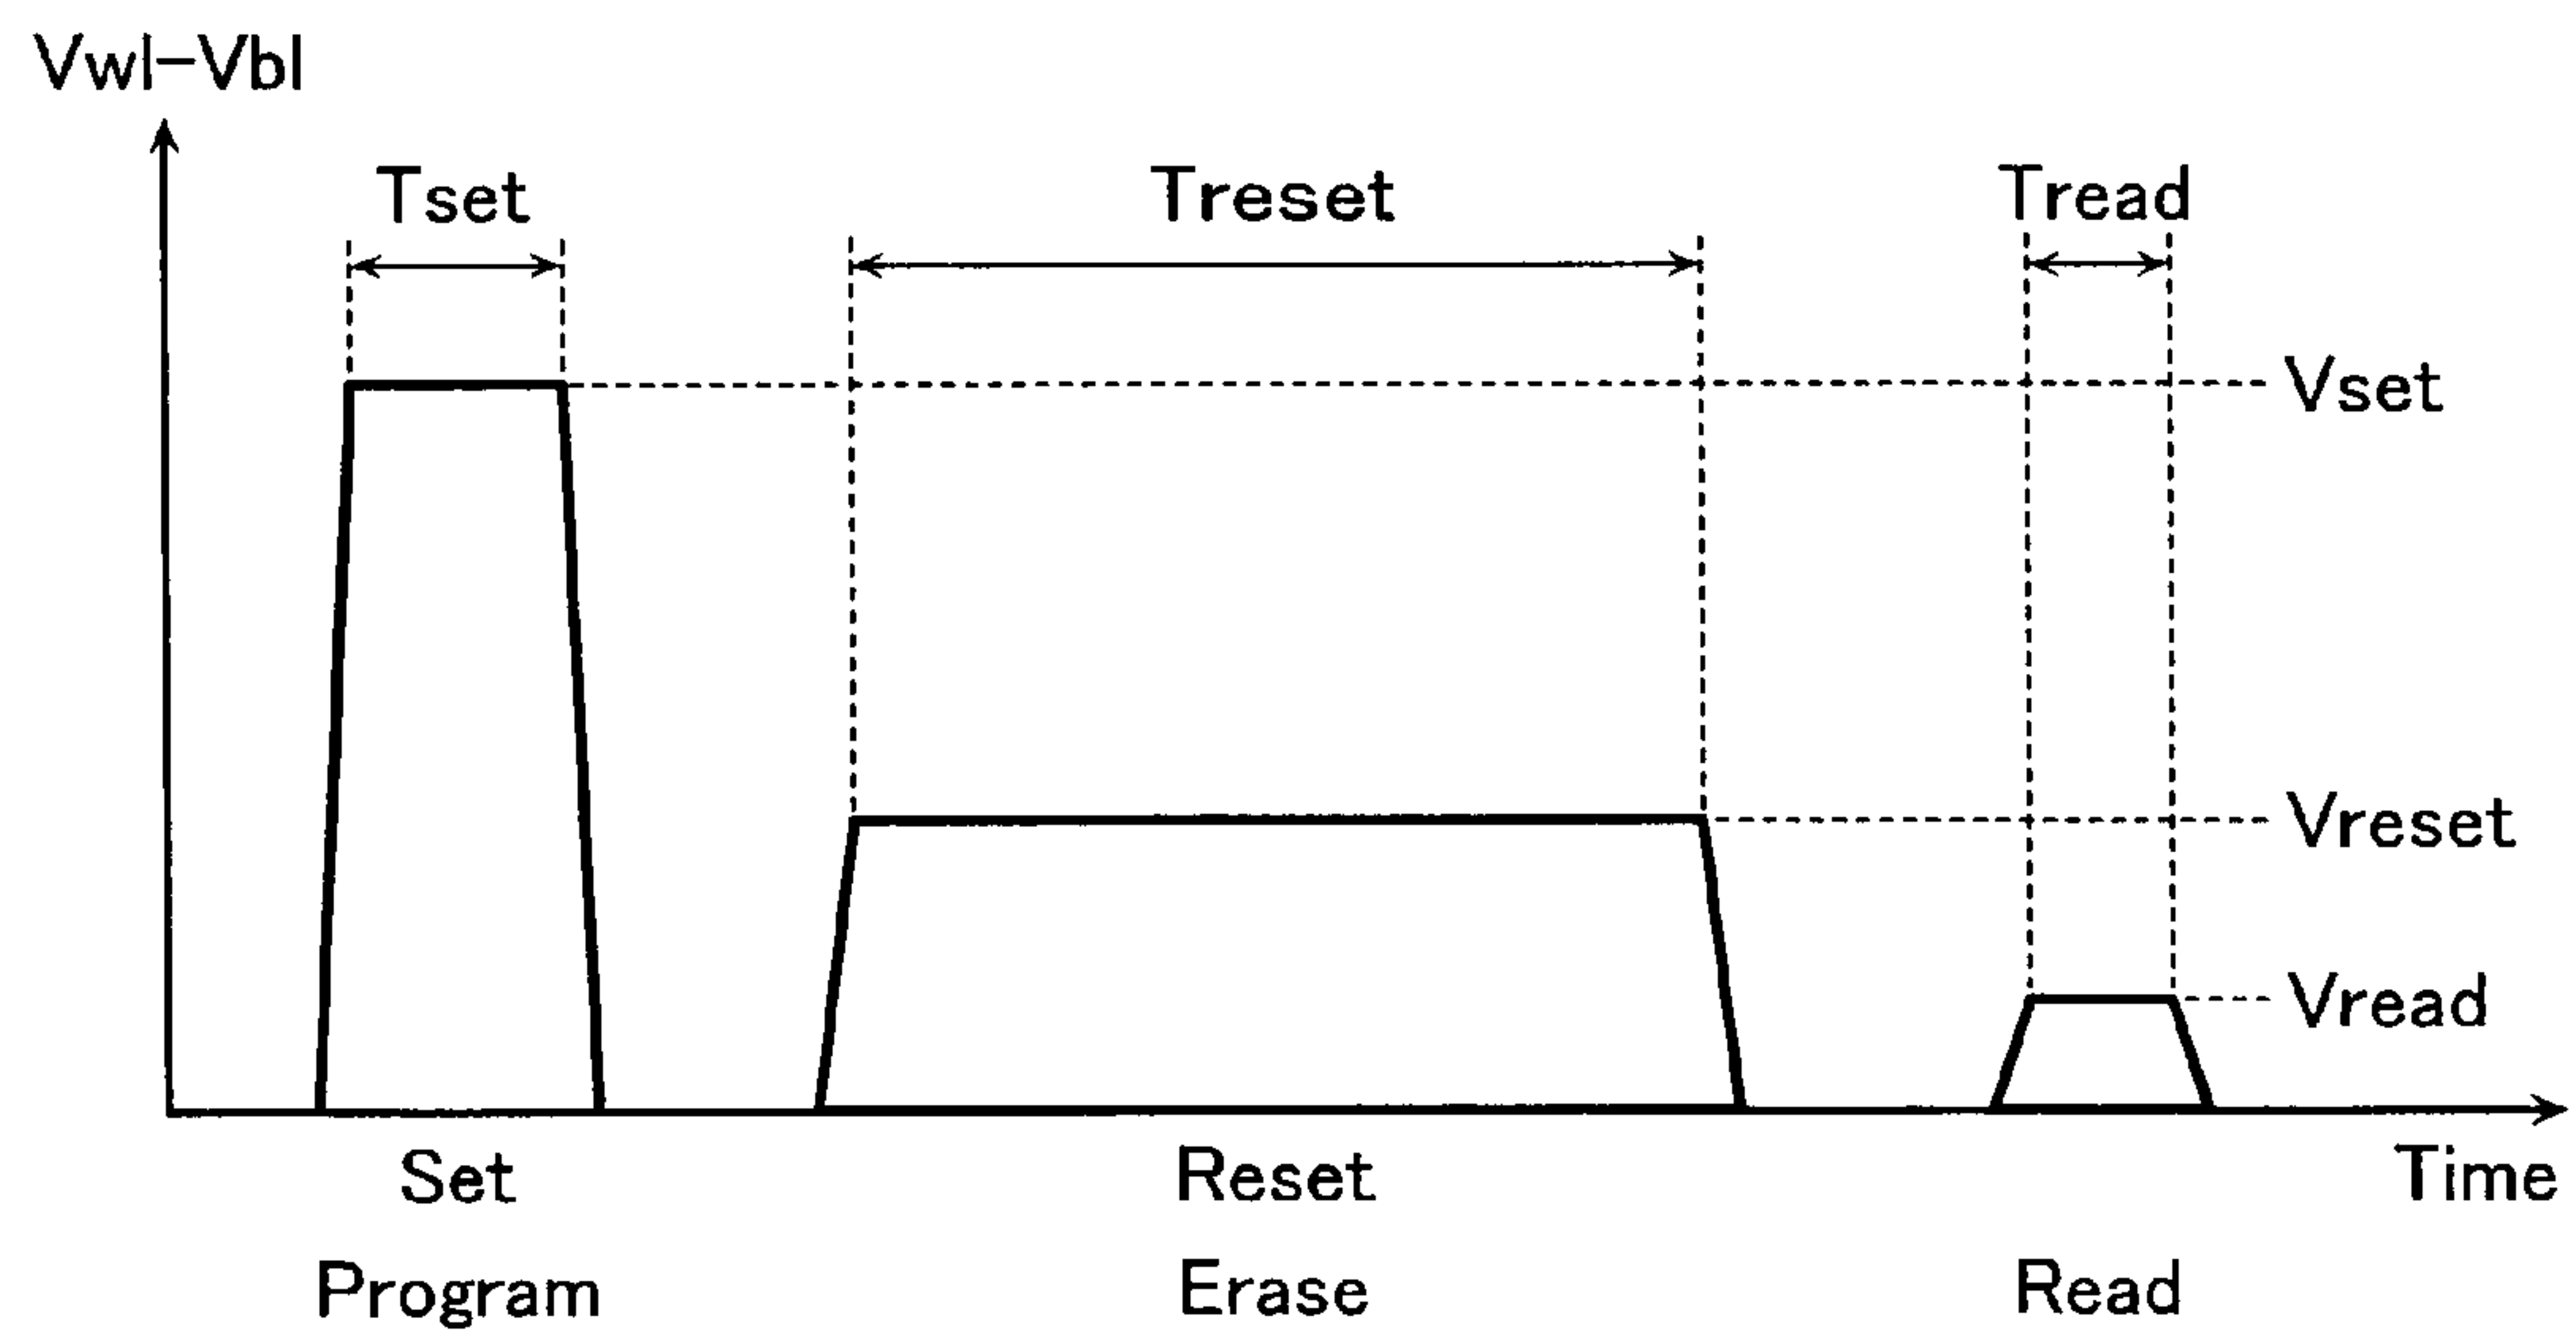 Vwl-Vbl
Tset Treset Tread
Vset
Vreset
Vread
Set Reset Time
Program Erase Read